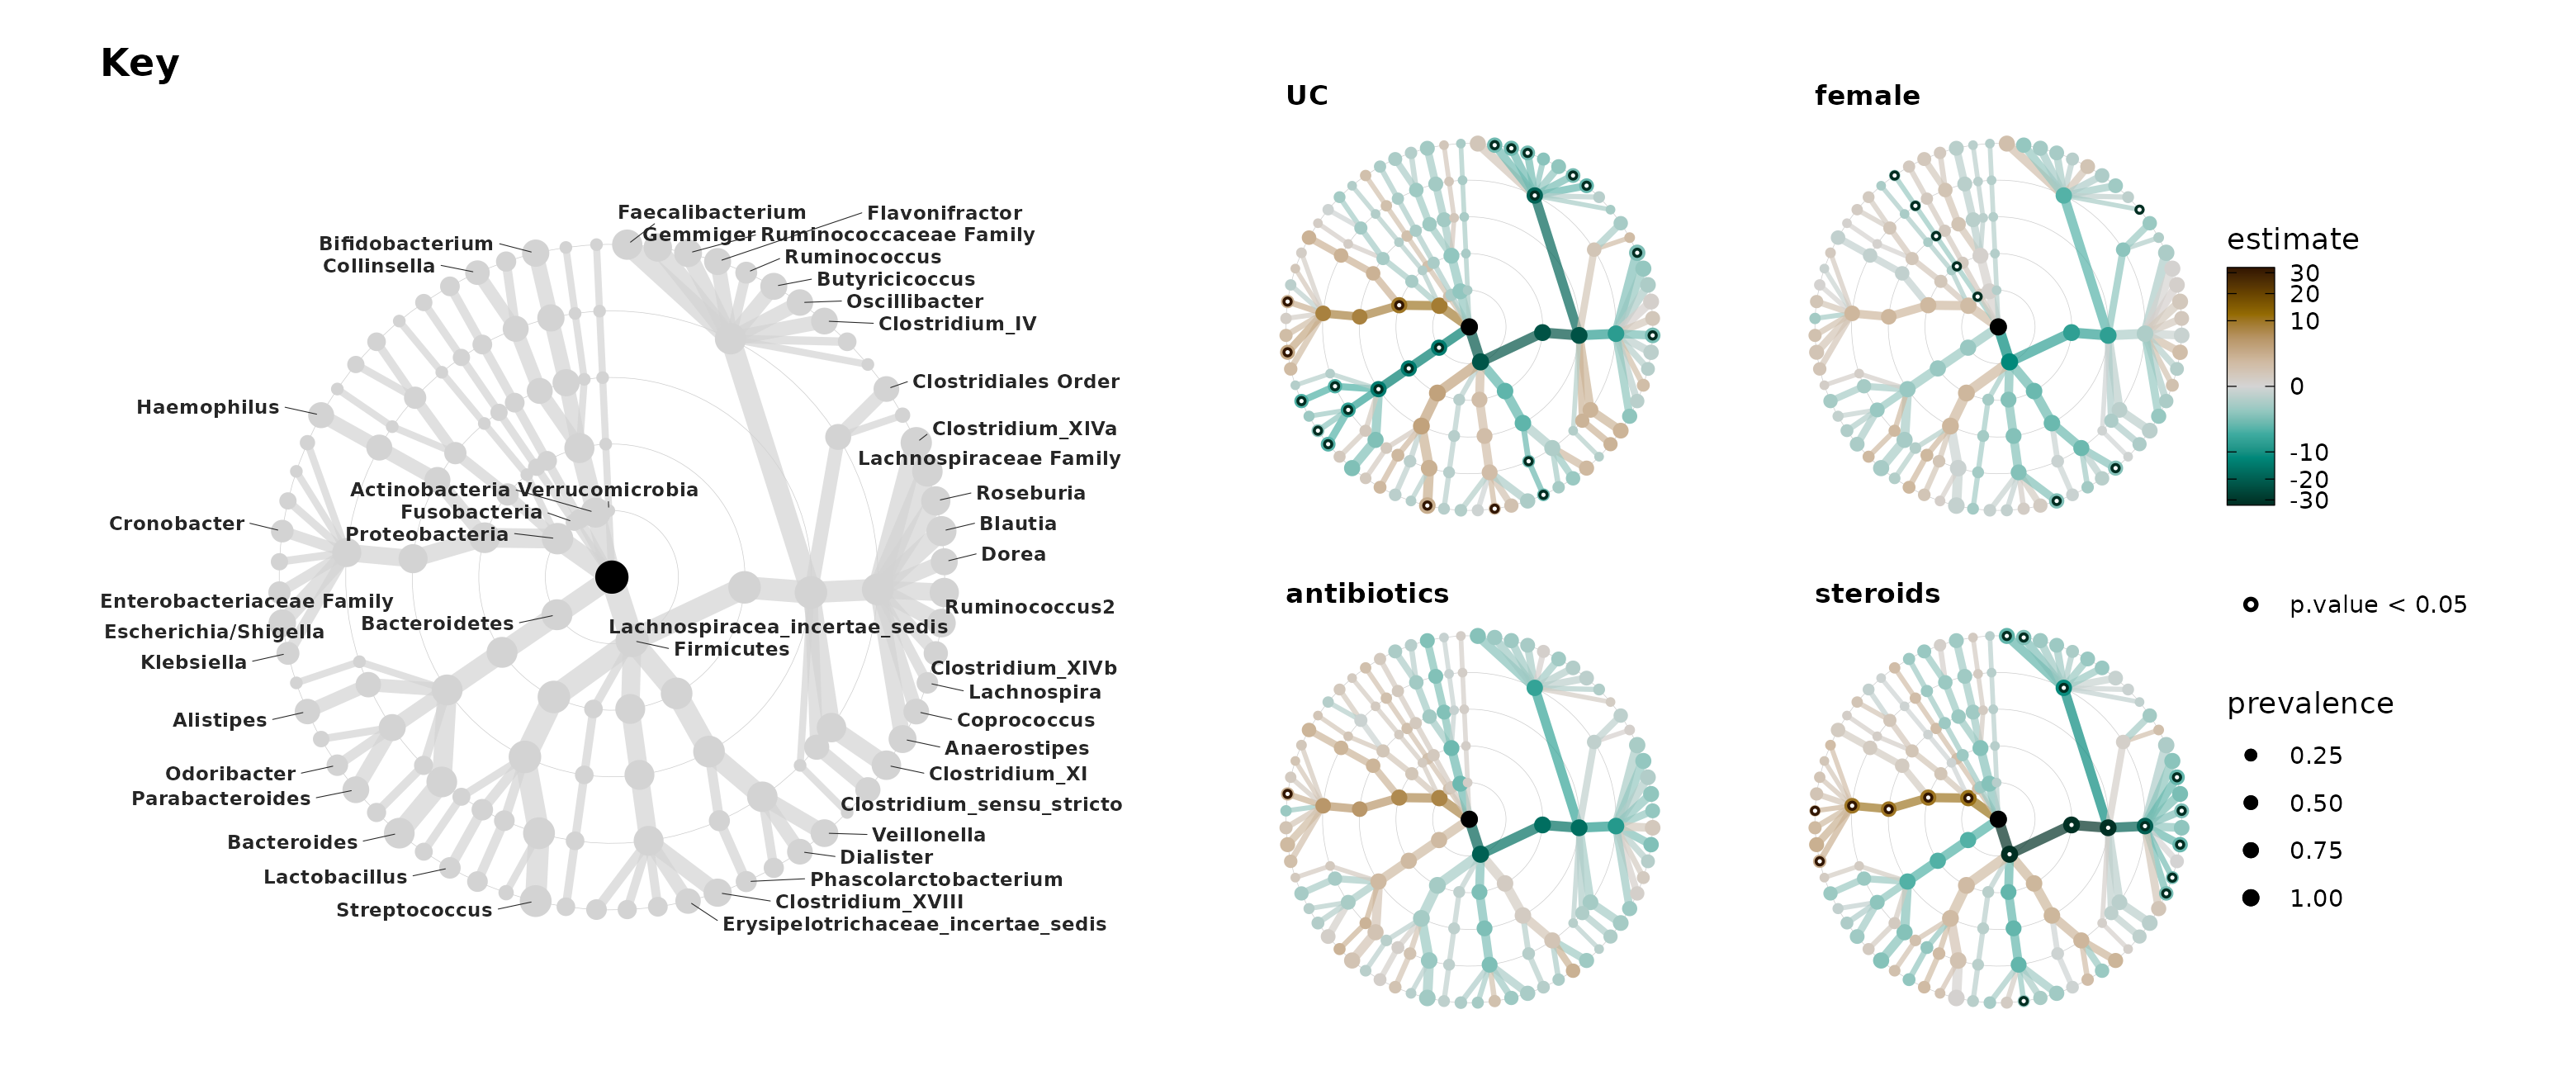 Key
Faecalibacterium
Flavonifractor
Gemmiger
Ruminococcaceae Family
Bifidobacterium
Collinsella
Ruminococcus
Butyricicoccus
Oscillibacter
Clostridium_IV
Clostridiales Order
Haemophilus
Clostridium_XIVa
Lachnospiraceae Family
Actinobacteria
Verrucomicrobia
Roseburia
Fusobacteria
Cronobacter
Blautia
Proteobacteria
Dorea
Enterobacteriaceae Family
Ruminococcus2
Bacteroidetes
Lachnospiracea_incertae_sedis
Escherichia/Shigella
Firmicutes
Klebsiella
Clostridium_XIVb
Lachnospira
Alistipes
Coprococcus
Anaerostipes
Odoribacter
Clostridium_XI
Parabacteroides
Clostridium_sensu_stricto
Bacteroides
Veillonella
Dialister
Lactobacillus
Phascolarctobacterium
Clostridium_XVIII
Streptococcus
Erysipelotrichaceae_incertae_sedis
UC
female
antibiotics
steroids
estimate
30
20
10
0
-10
-20
-30
p.value < 0.05
prevalence
0.25
0.50
0.75
1.00